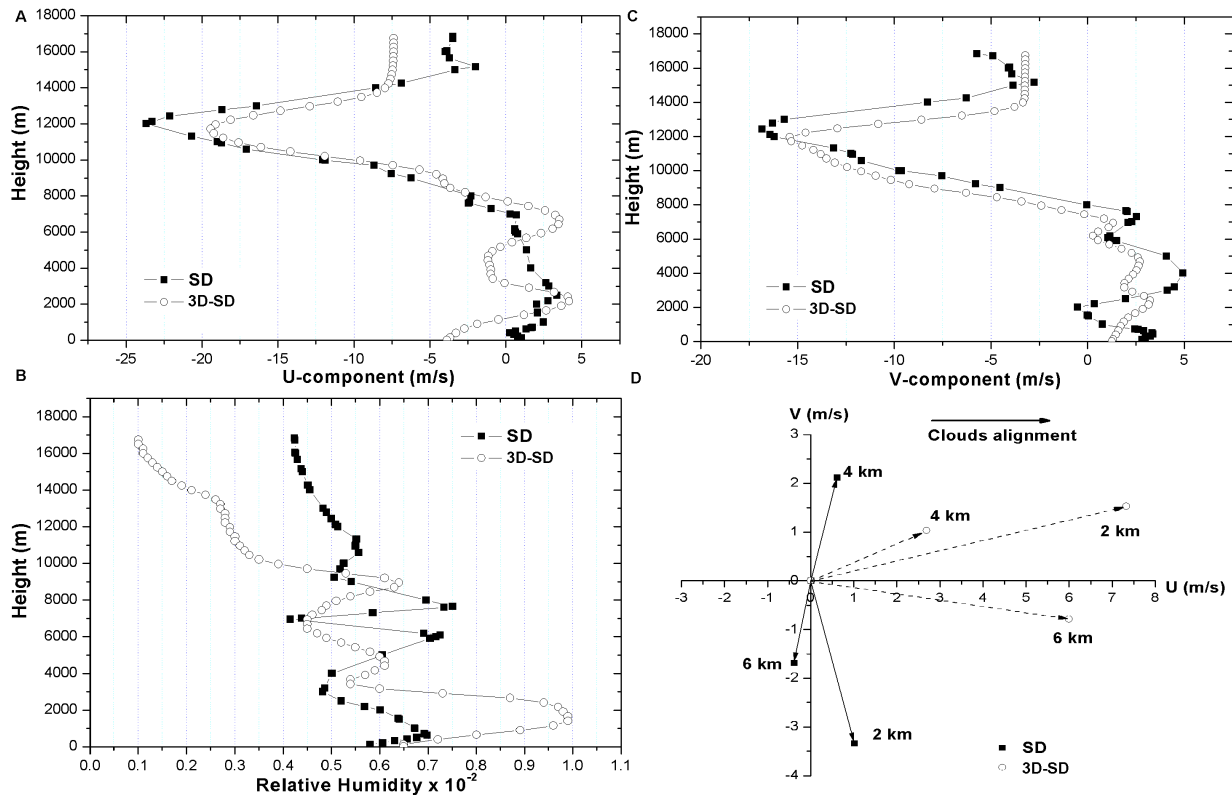 A
18000
16000
14000
12000
10000
8000
6000
4000
2000
0
Height (m)
SD
3D-SD
-25 -20 -15 -10 -5 0 5
U-component (m/s)
C
18000
16000
14000
12000
10000
8000
6000
4000
2000
0
Height (m)
SD
3D-SD
-20 -15 -10 -5 0 5
V-component (m/s)
B
18000
16000
14000
12000
10000
8000
6000
4000
2000
0
Height (m)
SD
3D-SD
0.0 0.1 0.2 0.3 0.4 0.5 0.6 0.7 0.8 0.9 1.0 1.1
Relative Humidity x 10-2
D
V (m/s)
Clouds alignment
3
2
1
0
-1
-2
-3
-4
4 km
4 km
2 km
-3 -2 -1 0 1 2 3 4 5 6 7 8
U (m/s)
6 km
6 km
2 km
SD
3D-SD